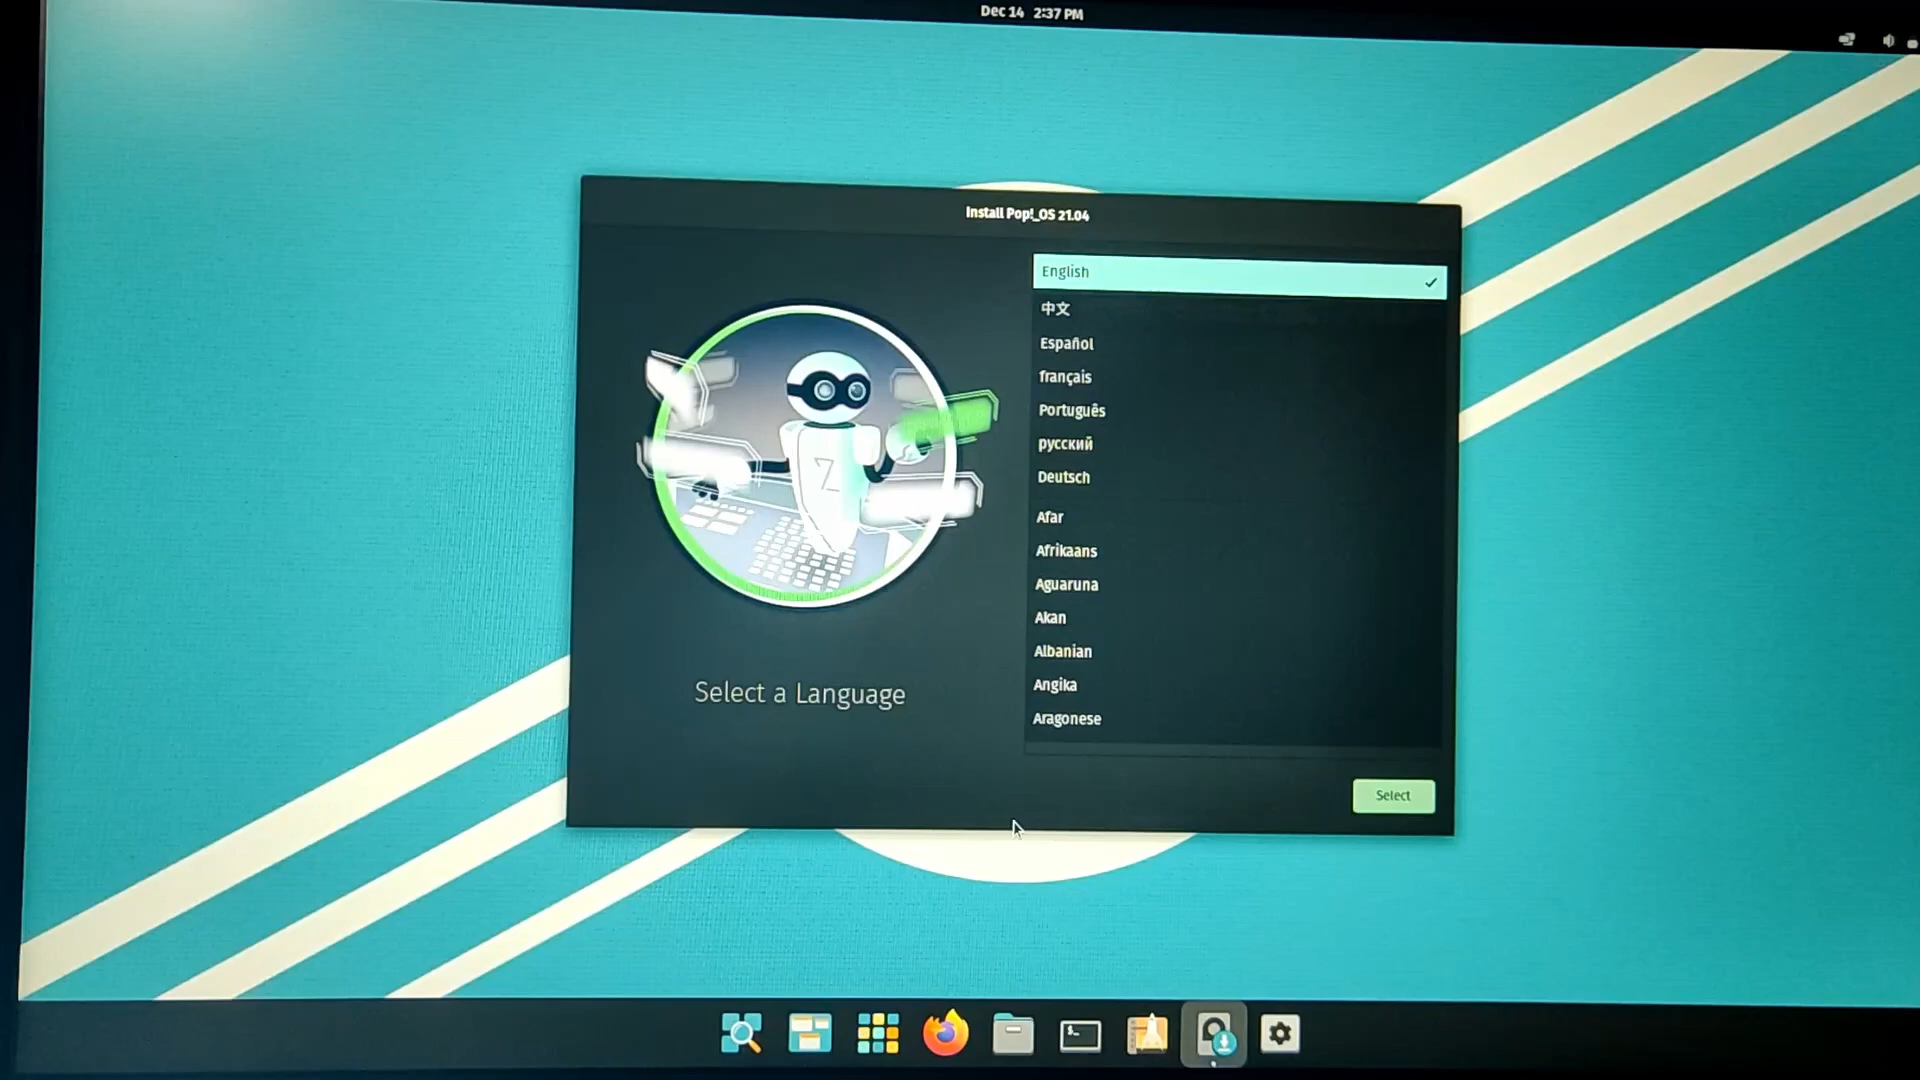 Dec 14 2:37 PM
Install Pop!_OS 21.04
English
中文
Español
français
Português
русский
Deutsch
Afar
Afrikaans
Aguaruna
Akan
Albanian
Angika
Aragonese
Select a Language
Select